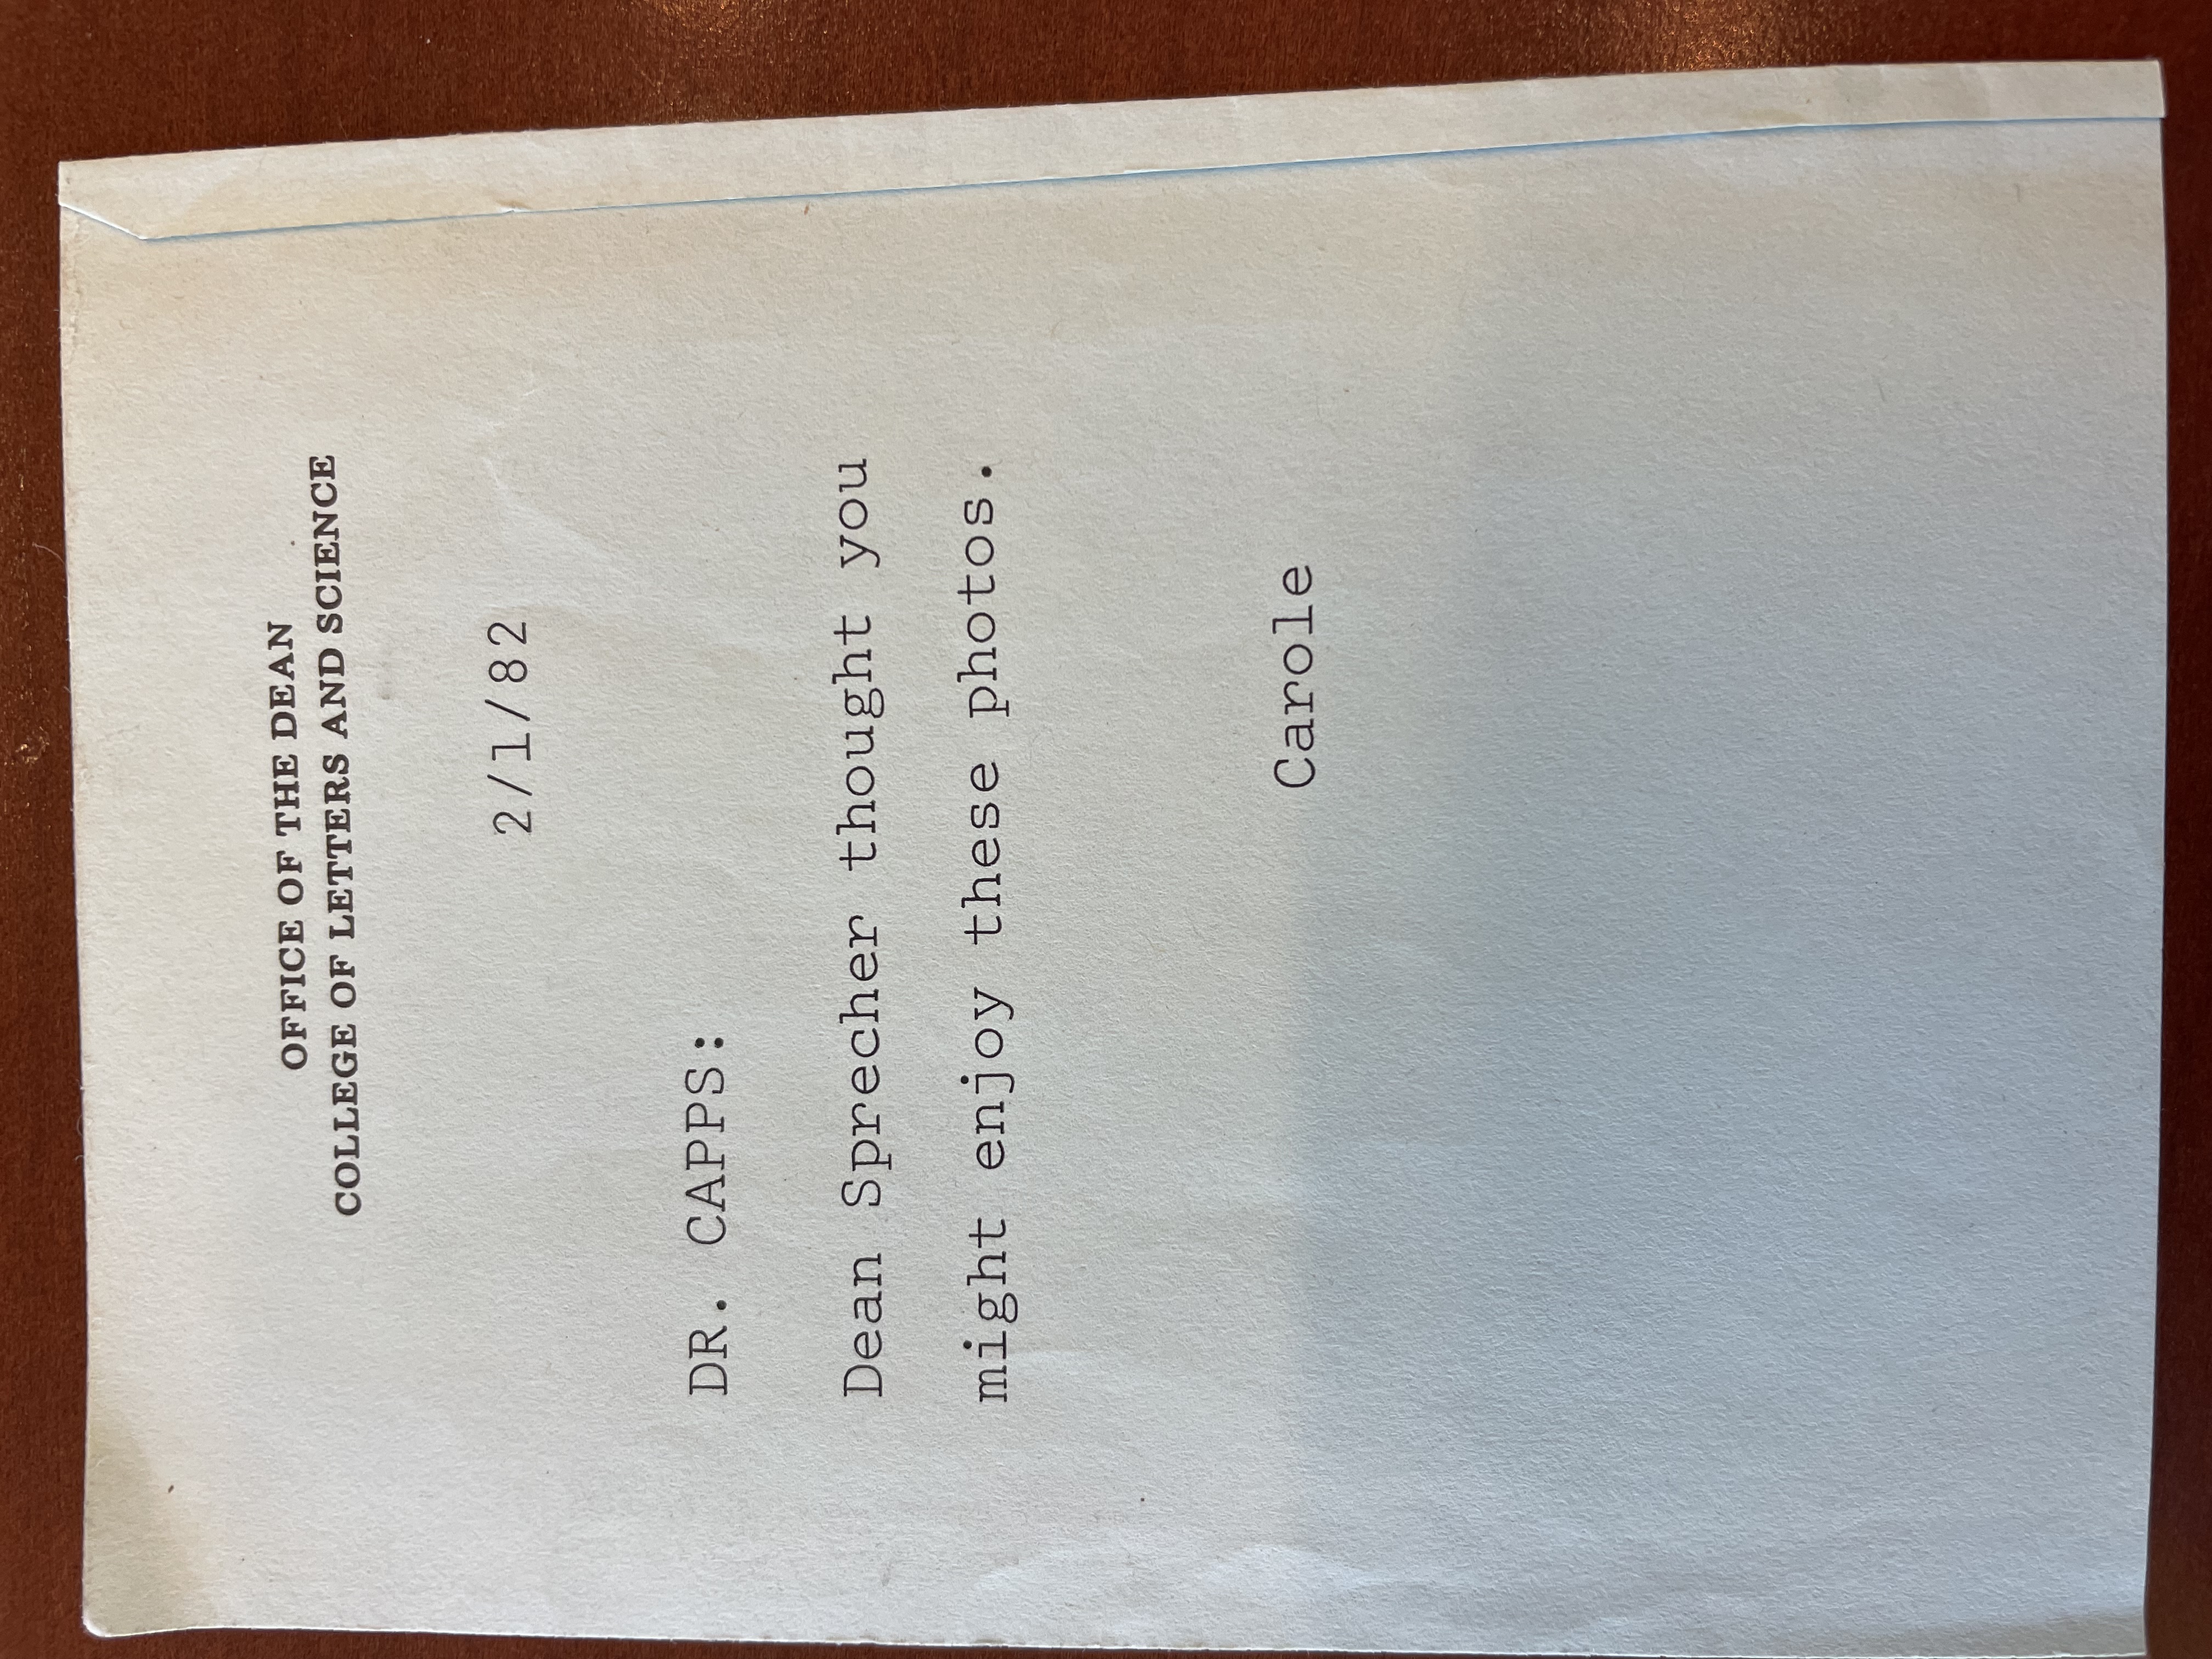 OFFICE OF THE DEAN
COLLEGE OF LETTERS AND SCIENCE
2/1/82
DR. CAPPS:
Dean Sprecher thought you
might enjoy these photos.
Carole